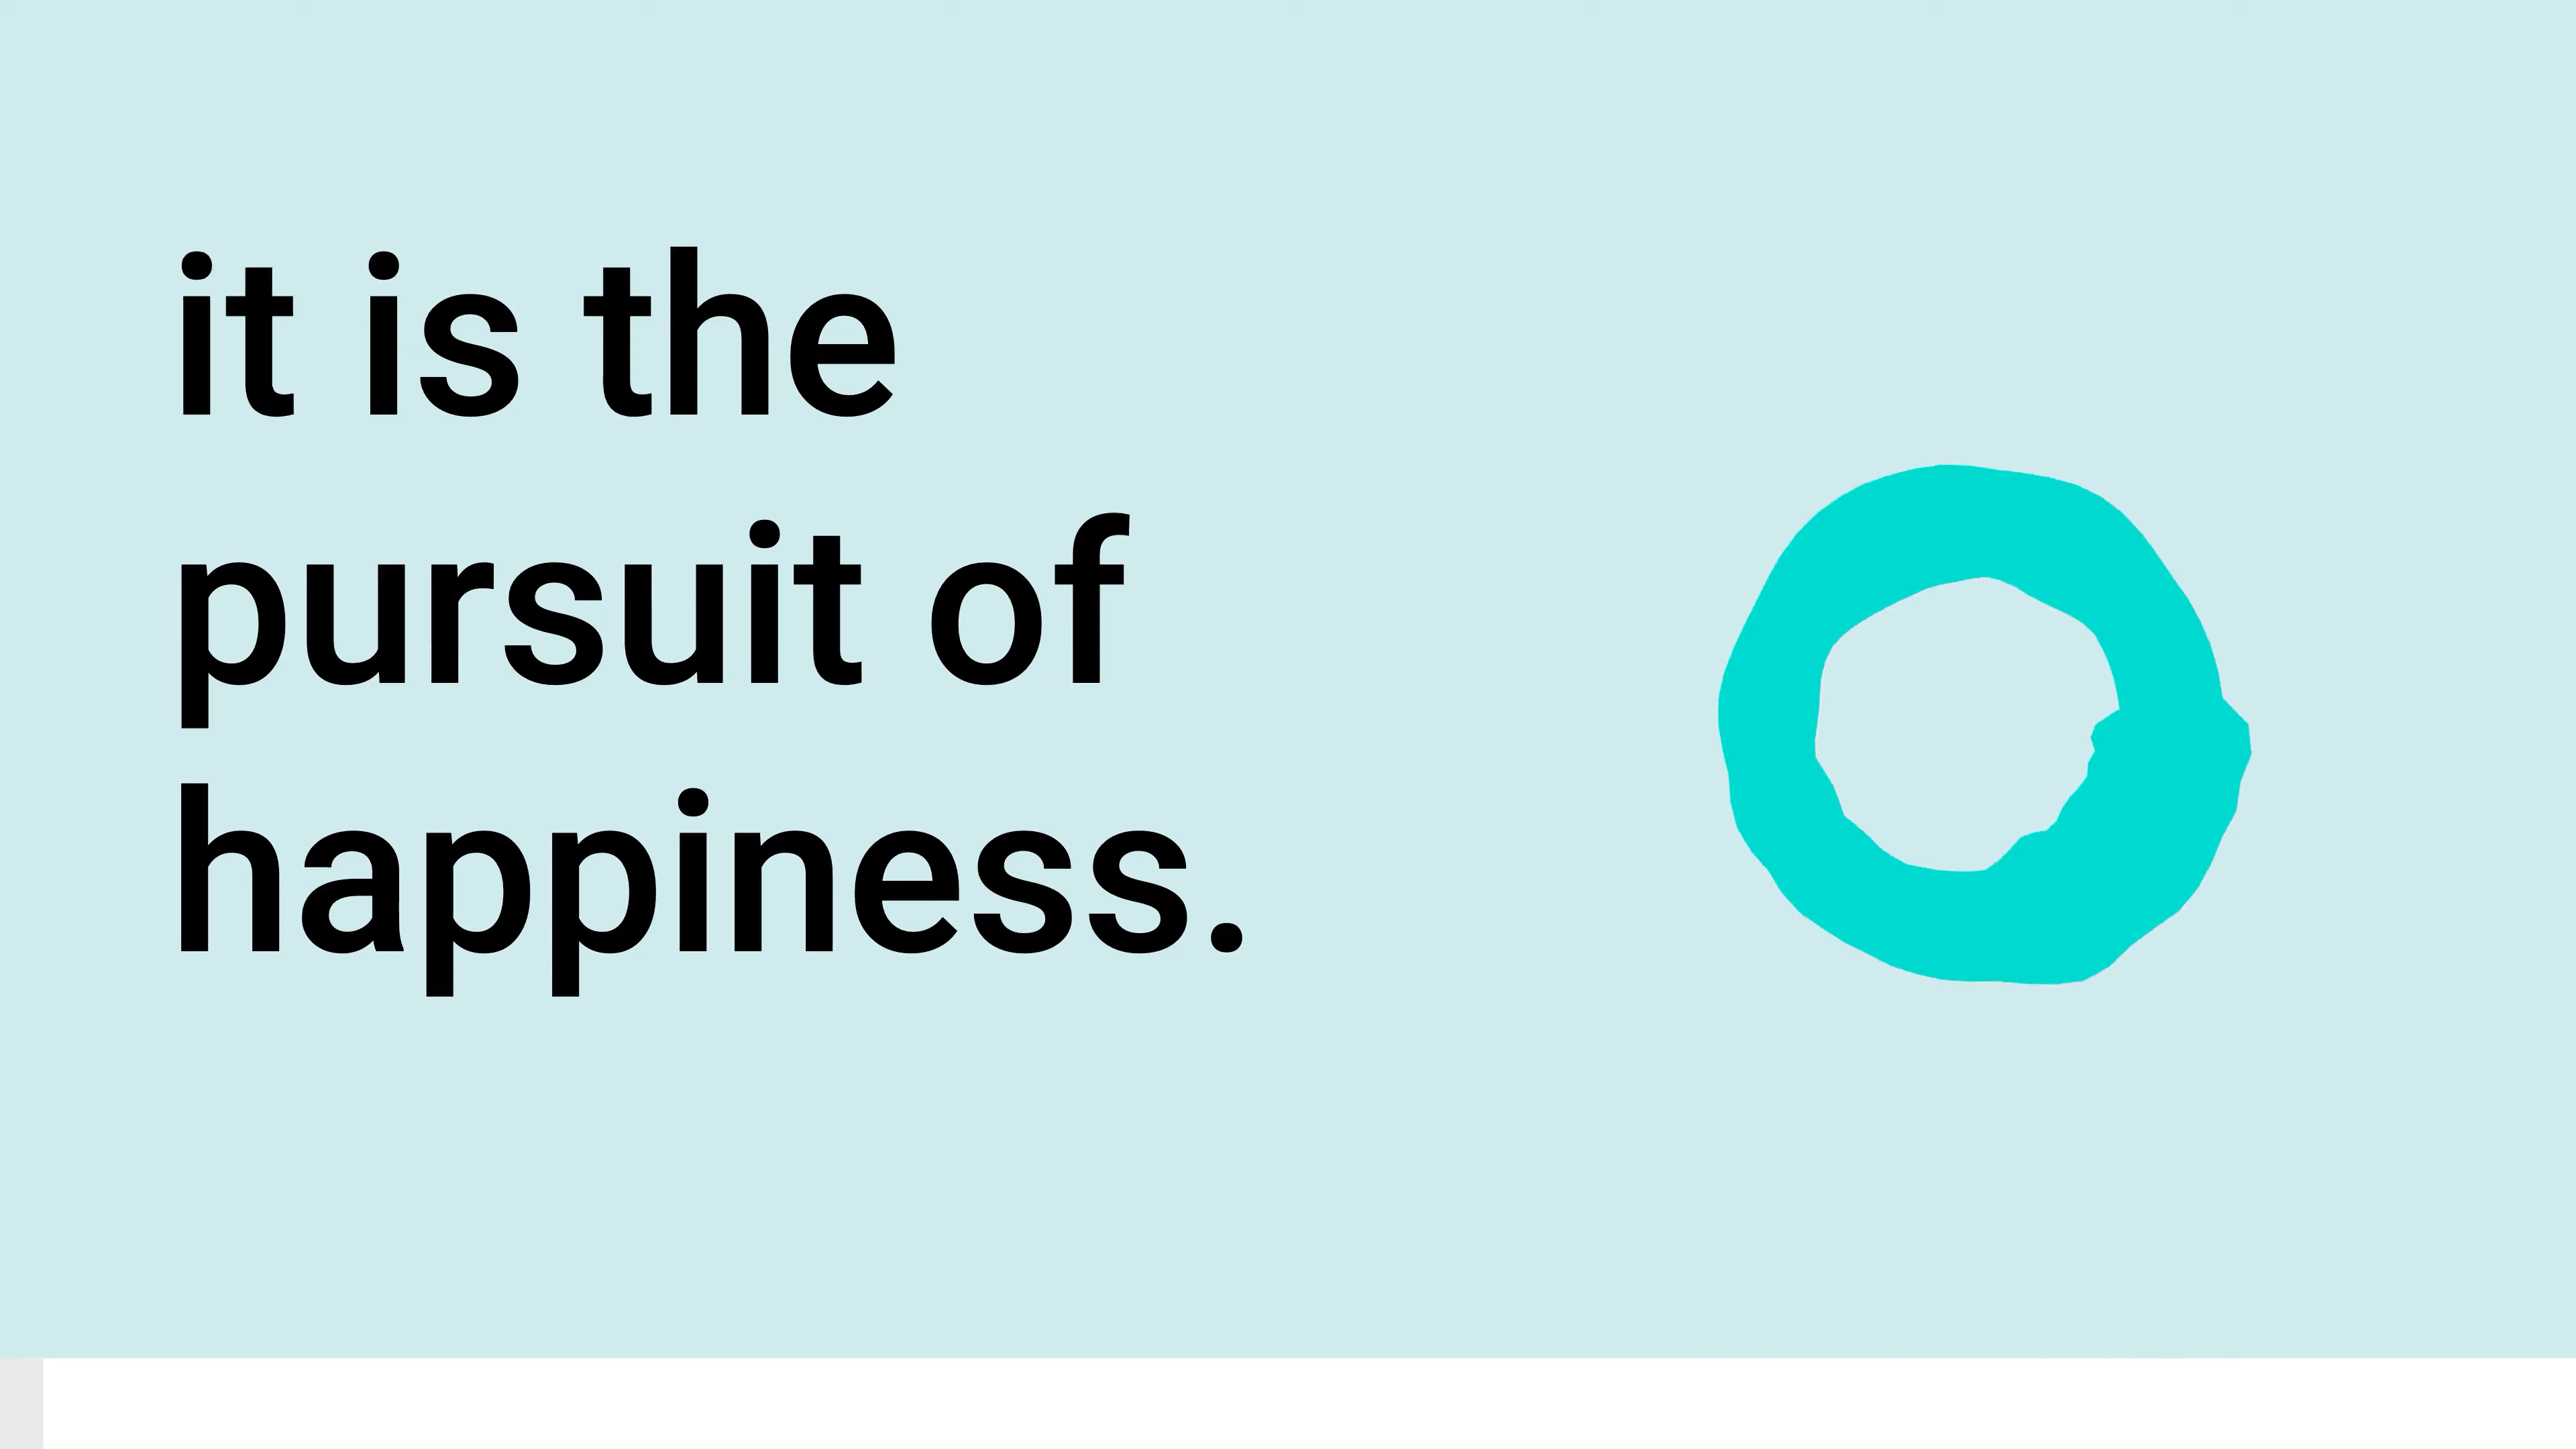 it is the
pursuit of
happiness.